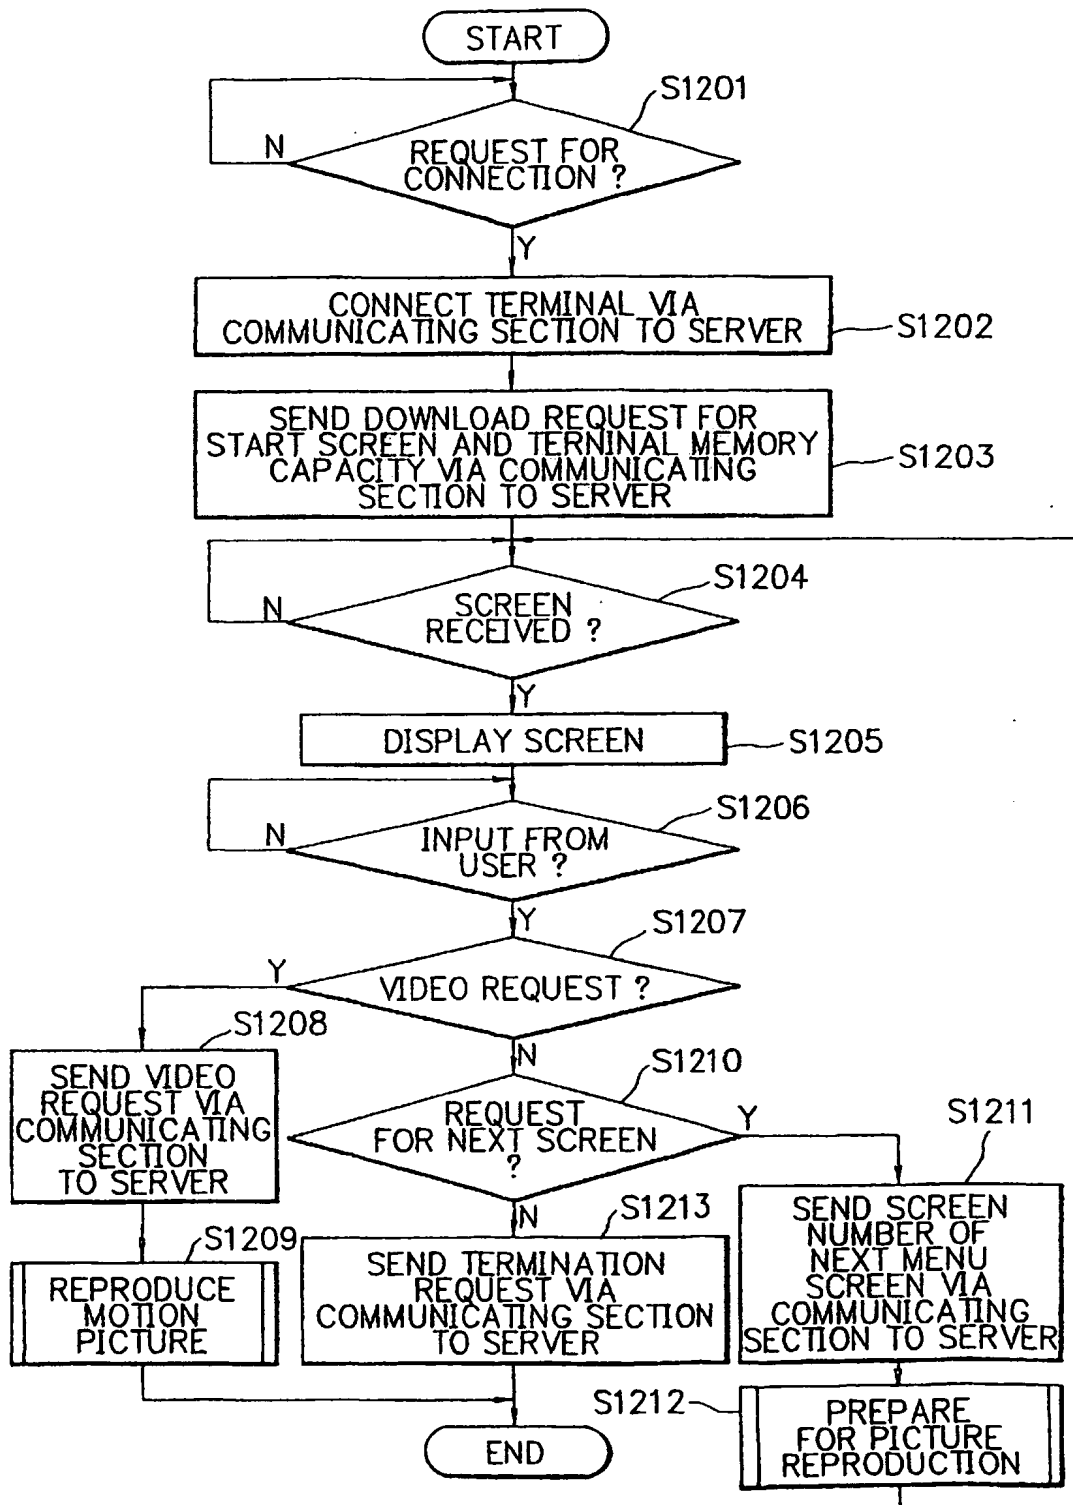 START
S1201
N
REQUEST FOR
CONNECTION ?
Y
CONNECT TERMINAL VIA
COMMUNICATING SECTION TO SERVER
S1202
SEND DOWNLOAD REQUEST FOR
START SCREEN AND TERNINAL MEMORY
CAPACITY VIA COMMUNICATING
SECTION TO SERVER
S1203
S1204
N
SCREEN
RECEIVED ?
Y
DISPLAY SCREEN
S1205
S1206
N
INPUT FROM
USER ?
Y
S1207
Y
VIDEO REQUEST ?
N
S1208
SEND VIDEO
REQUEST VIA
COMMUNICATING
SECTION
TO SERVER
S1210
REQUEST
FOR NEXT SCREEN
?
Y
N
S1211
SEND SCREEN
NUMBER OF
NEXT MENU
SCREEN VIA
COMMUNICATING
SECTION TO SERVER
S1209
REPRODUCE
MOTION
PICTURE
S1213
SEND TERMINATION
REQUEST VIA
COMMUNICATING SECTION
TO SERVER
S1212
PREPARE
FOR PICTURE
REPRODUCTION
END